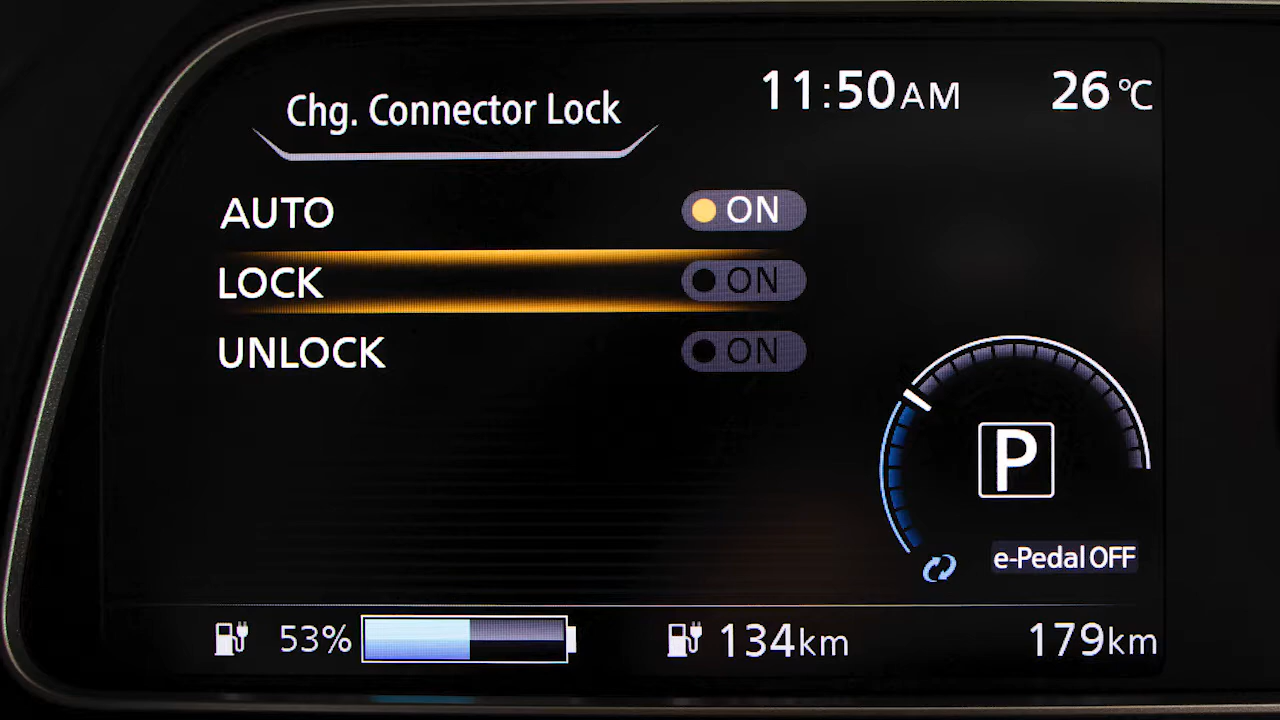 Chg. Connector Lock
11:50AM
26°C
AUTO ON
LOCK ON
UNLOCK ON
P
e-Pedal OFF
53%
134km
179km